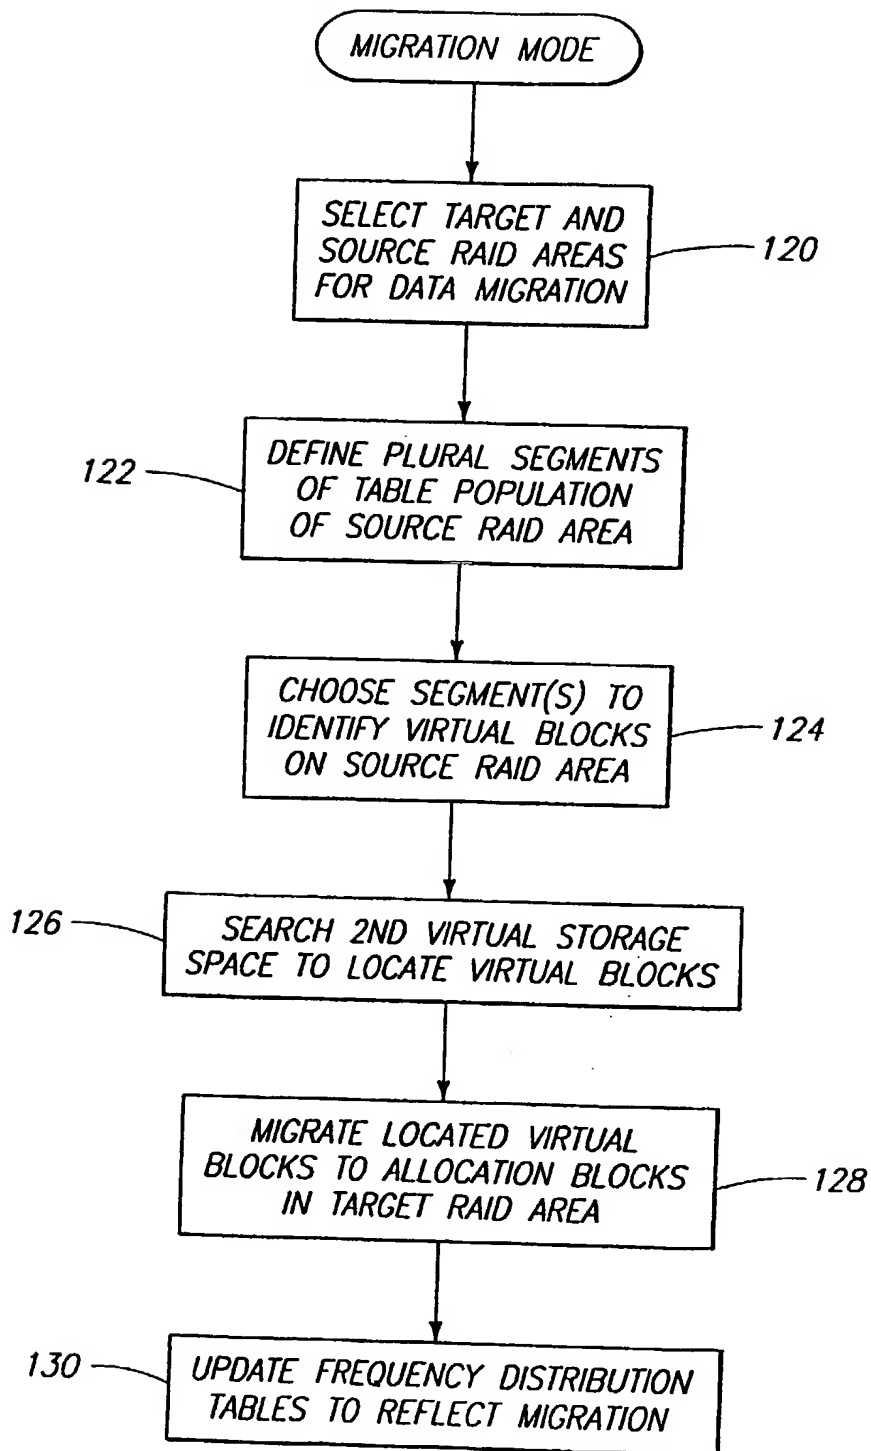 MIGRATION MODE
SELECT TARGET AND
SOURCE RAID AREAS
FOR DATA MIGRATION
120
122
DEFINE PLURAL SEGMENTS
OF TABLE POPULATION
OF SOURCE RAID AREA
CHOOSE SEGMENT(S) TO
IDENTIFY VIRTUAL BLOCKS
ON SOURCE RAID AREA
124
126
SEARCH 2ND VIRTUAL STORAGE
SPACE TO LOCATE VIRTUAL BLOCKS
MIGRATE LOCATED VIRTUAL
BLOCKS TO ALLOCATION BLOCKS
IN TARGET RAID AREA
128
130
UPDATE FREQUENCY DISTRIBUTION
TABLES TO REFLECT MIGRATION